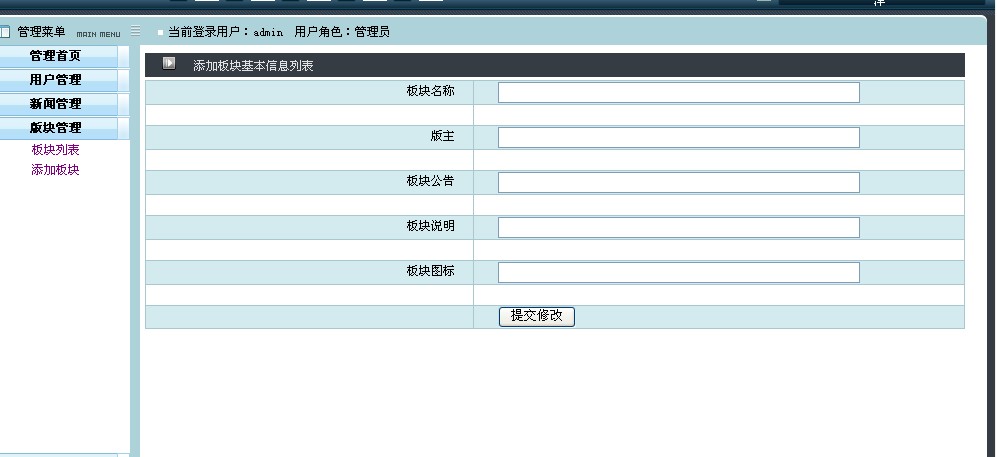 管理菜单 MAIN MENU
当前登录用户：admin 用户角色：管理员
管理首页
用户管理
新闻管理
版块管理
板块列表
添加板块
添加板块基本信息列表
板块名称
版主
板块公告
板块说明
板块图标
提交修改